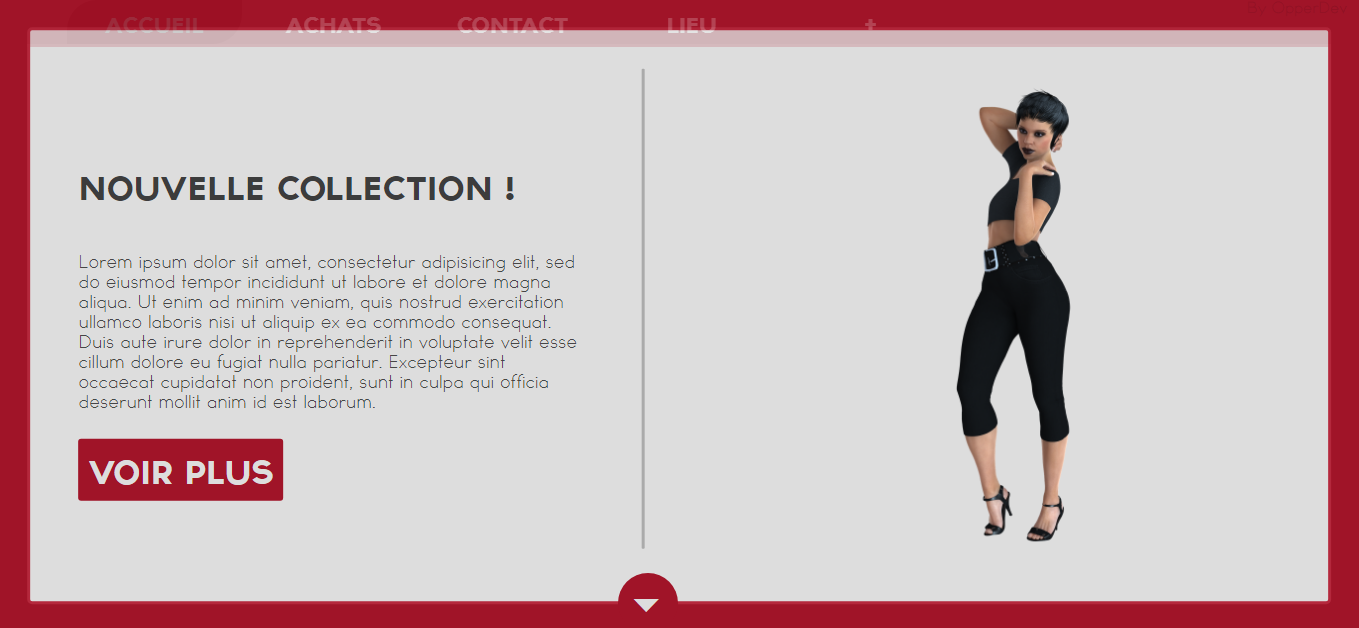 ACCUEIL ACHATS CONTACT LIEU +
NOUVELLE COLLECTION !
Lorem ipsum dolor sit amet, consectetur adipisicing elit, sed
do eiusmod tempor incididunt ut labore et dolore magna
aliqua. Ut enim ad minim veniam, quis nostrud exercitation
ullamco laboris nisi ut aliquip ex ea commodo consequat.
Duis aute irure dolor in reprehenderit in voluptate velit esse
cillum dolore eu fugiat nulla pariatur. Excepteur sint
occaecat cupidatat non proident, sunt in culpa qui officia
deserunt mollit anim id est laborum.
VOIR PLUS